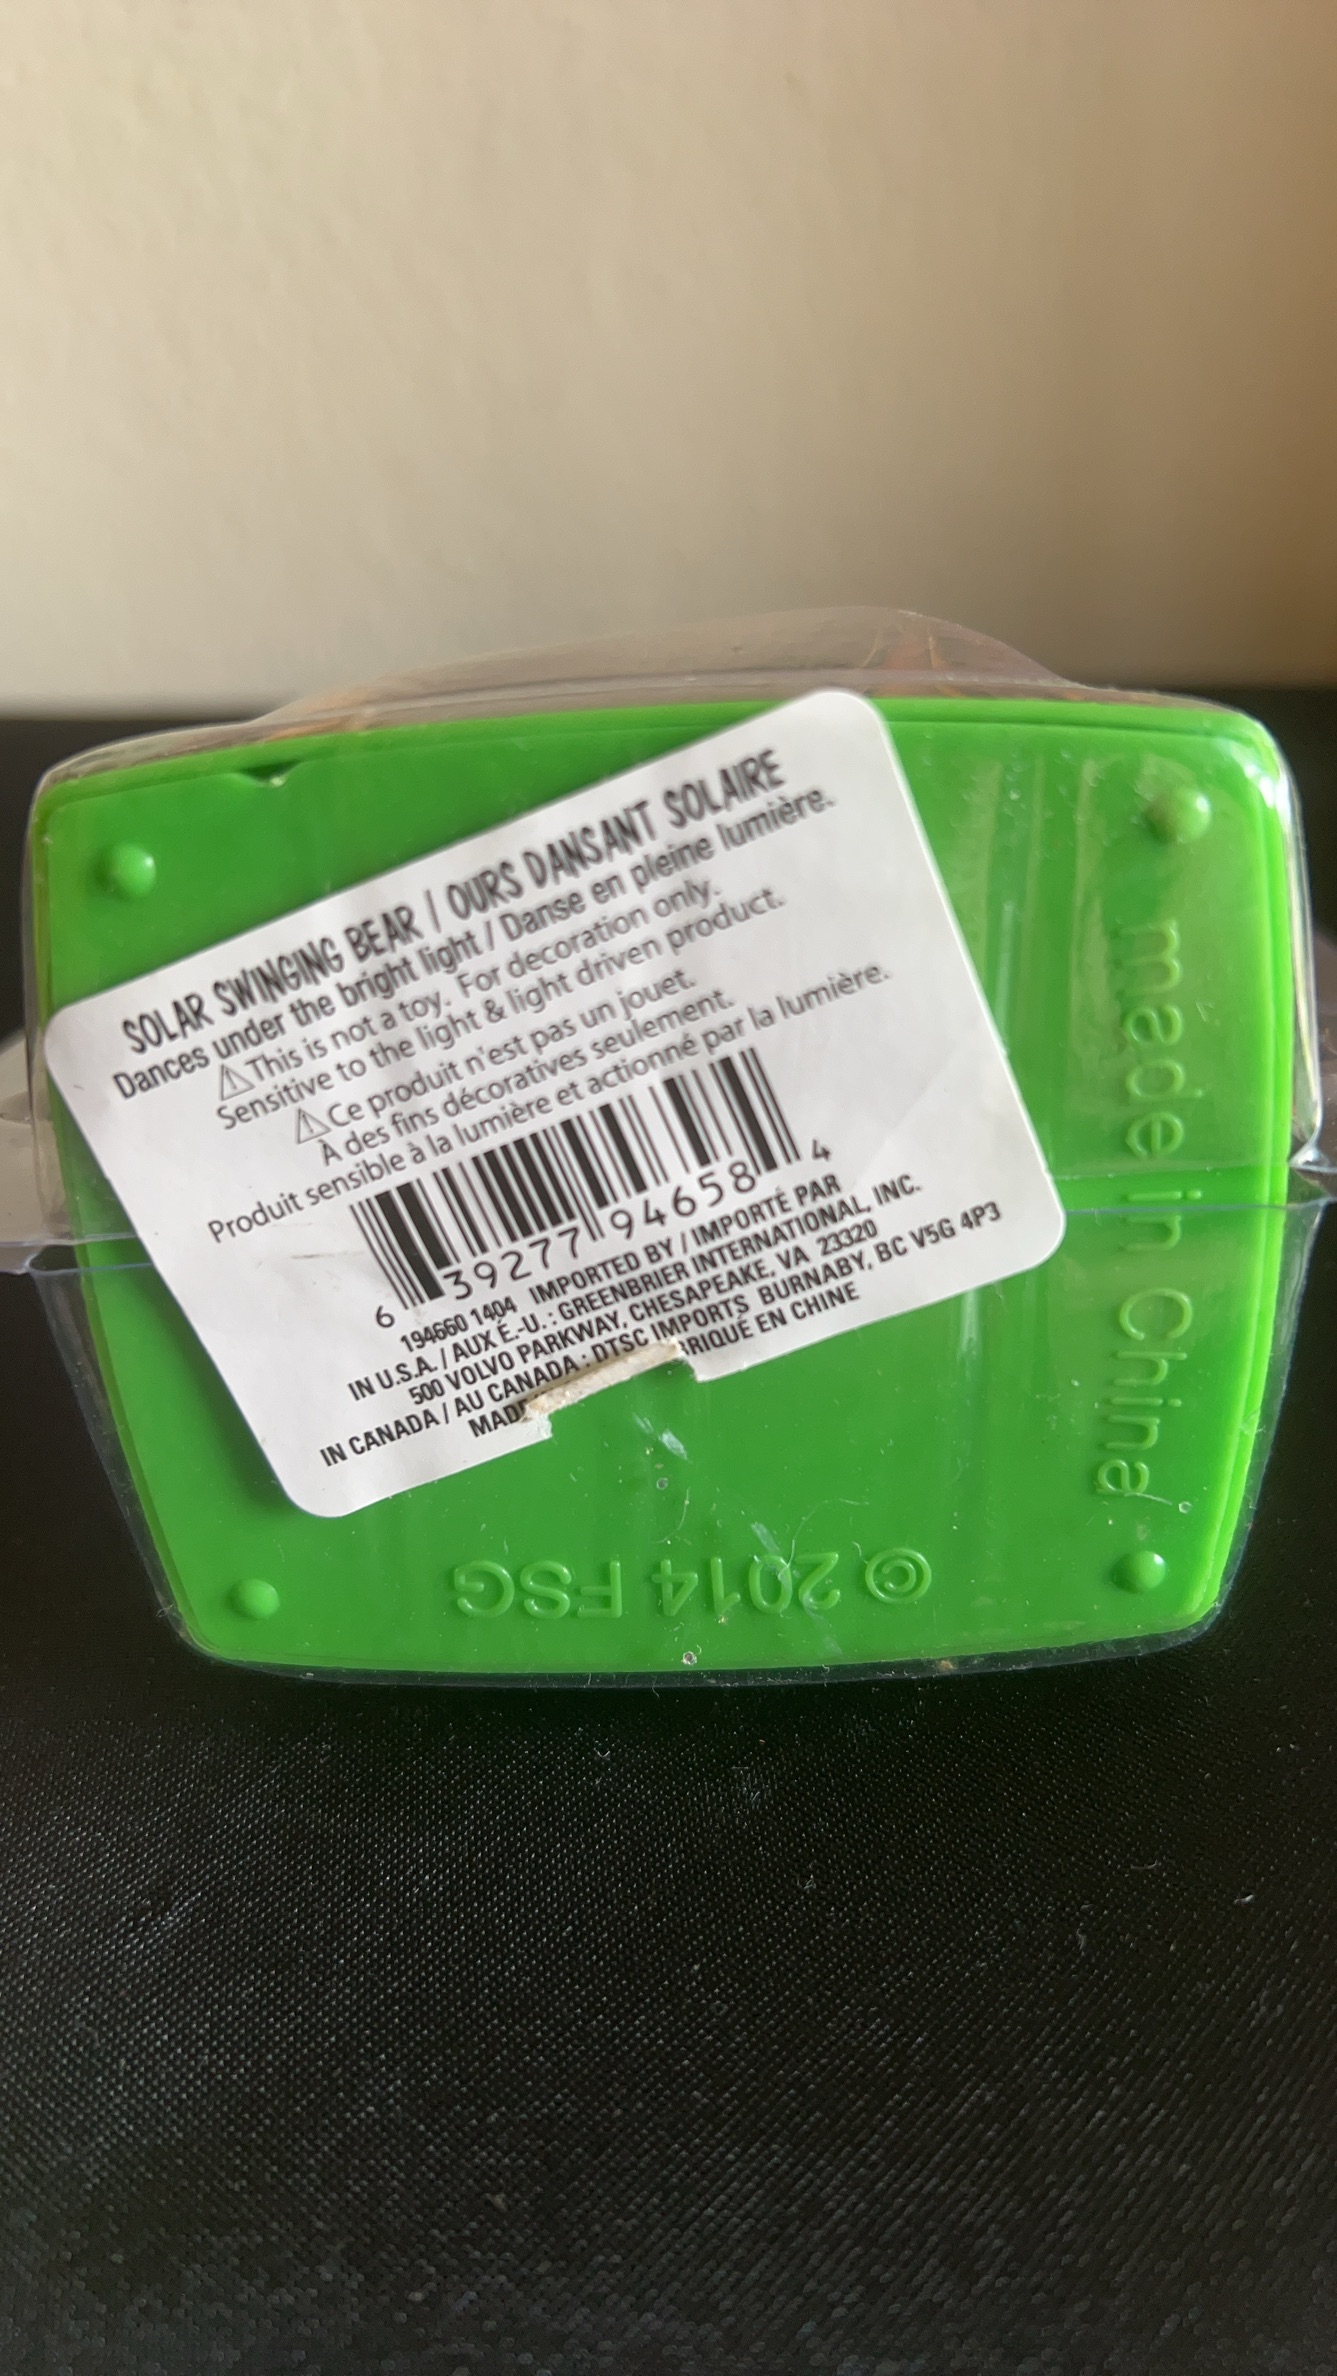 SOLAR SWINGING BEAR / OURS DANSANT SOLAIRE
Dances under the bright light / Danse en pleine lumière.
⚠This is not a toy. For decoration only.
Sensitive to the light & light driven product.
⚠Ce produit n'est pas un jouet.
À des fins décoratives seulement.
Produit sensible à la lumière et actionné par la lumière.
6 39277 94658 4
194660 1404 IMPORTED BY / IMPORTÉ PAR
IN U.S.A. / AUX É.-U. : GREENBRIER INTERNATIONAL, INC.
500 VOLVO PARKWAY, CHESAPEAKE, VA 23320
IN CANADA / AU CANADA : DTSC IMPORTS BURNABY, BC V5G 4P3
MADE RIQUÉ EN CHINE
made in China
© 2014 FSG